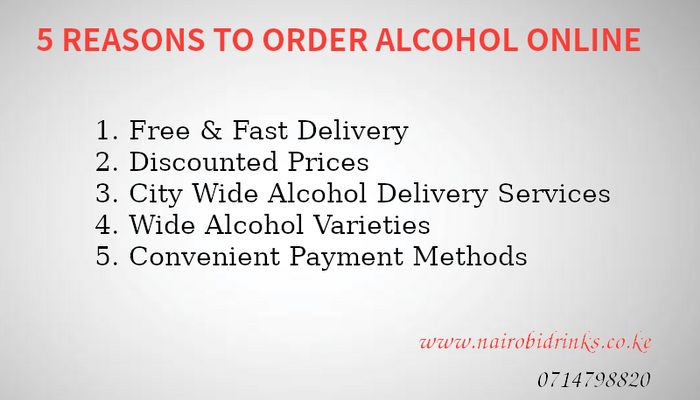 5 REASONS TO ORDER ALCOHOL ONLINE
1. Free & Fast Delivery
2. Discounted Prices
3. City Wide Alcohol Delivery Services
4. Wide Alcohol Varieties
5. Convenient Payment Methods
www.nairobidrinks.co.ke
0714798820